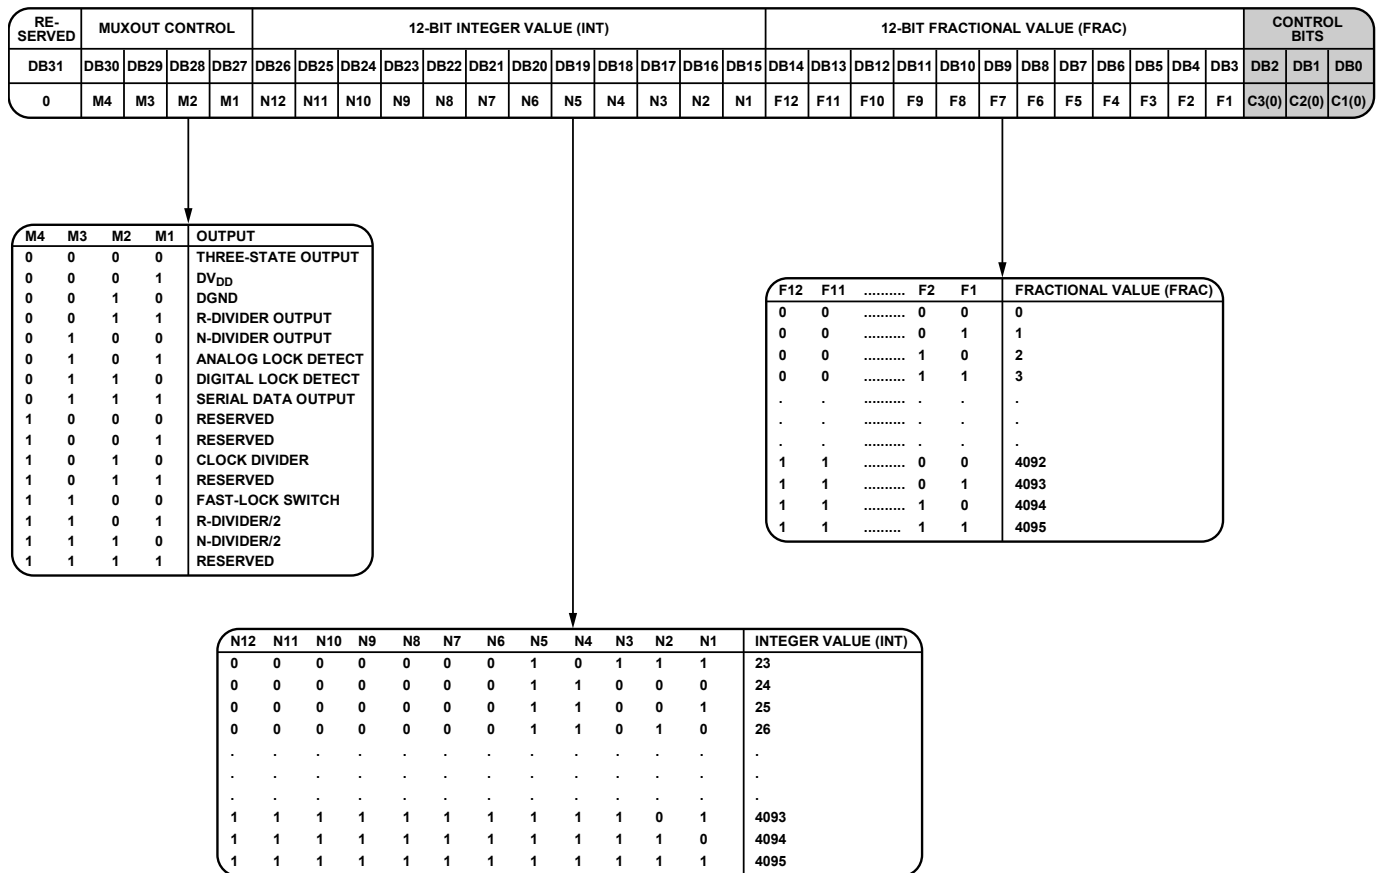 RE-
SERVED MUXOUT CONTROL 12-BIT INTEGER VALUE (INT) 12-BIT FRACTIONAL VALUE (FRAC) CONTROL
BITS
DB31 DB30 DB29 DB28 DB27 DB26 DB25 DB24 DB23 DB22 DB21 DB20 DB19 DB18 DB17 DB16 DB15 DB14 DB13 DB12 DB11 DB10 DB9 DB8 DB7 DB6 DB5 DB4 DB3 DB2 DB1 DB0
0 M4 M3 M2 M1 N12 N11 N10 N9 N8 N7 N6 N5 N4 N3 N2 N1 F12 F11 F10 F9 F8 F7 F6 F5 F4 F3 F2 F1 C3(0) C2(0) C1(0)
M4 M3 M2 M1 OUTPUT
0 0 0 0 THREE-STATE OUTPUT
0 0 0 1 DVDD
0 0 1 0 DGND
0 0 1 1 R-DIVIDER OUTPUT
0 1 0 0 N-DIVIDER OUTPUT
0 1 0 1 ANALOG LOCK DETECT
0 1 1 0 DIGITAL LOCK DETECT
0 1 1 1 SERIAL DATA OUTPUT
1 0 0 0 RESERVED
1 0 0 1 RESERVED
1 0 1 0 CLOCK DIVIDER
1 0 1 1 RESERVED
1 1 0 0 FAST-LOCK SWITCH
1 1 0 1 R-DIVIDER/2
1 1 1 0 N-DIVIDER/2
1 1 1 1 RESERVED
F12 F11 .......... F2 F1 FRACTIONAL VALUE (FRAC)
0 0 .......... 0 0 0
0 0 .......... 0 1 1
0 0 .......... 1 0 2
0 0 .......... 1 1 3
. . .......... . . .
. . .......... . . .
. . .......... . . .
1 1 .......... 0 0 4092
1 1 .......... 0 1 4093
1 1 .......... 1 0 4094
1 1 ......... 1 1 4095
N12 N11 N10 N9 N8 N7 N6 N5 N4 N3 N2 N1 INTEGER VALUE (INT)
0 0 0 0 0 0 0 1 0 1 1 1 23
0 0 0 0 0 0 0 1 1 0 0 0 24
0 0 0 0 0 0 0 1 1 0 0 1 25
0 0 0 0 0 0 0 1 1 0 1 0 26
. . . . . . . . . . . . .
. . . . . . . . . . . . .
. . . . . . . . . . . . .
1 1 1 1 1 1 1 1 1 1 0 1 4093
1 1 1 1 1 1 1 1 1 1 1 0 4094
1 1 1 1 1 1 1 1 1 1 1 1 4095